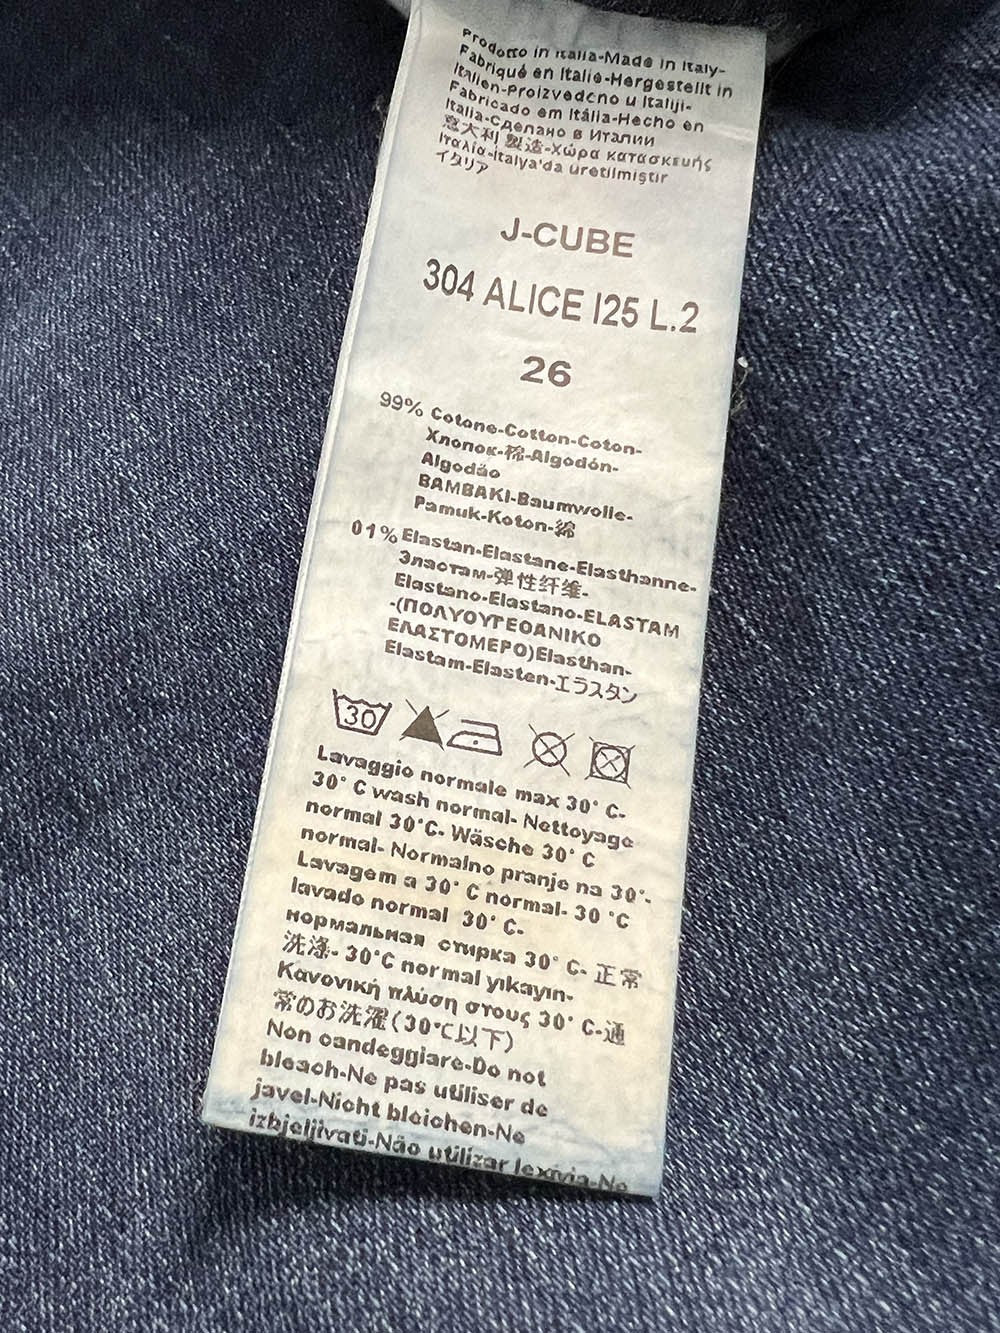 Prodotto in Italia-Made in Italy-
Fabriqué en Italie-Hergestellt in
Italien-Proizvedeno u Italiji-
Fabricado em Itália-Hecho en
Italia-Сделано в Италии
意大利 製造-Χώρα κατασκευής
Ιταλία-İtalya'da üretilmiştir
イタリア
J-CUBE
304 ALICE I25 L.2
26
99% Cotone-Cotton-Coton-
Хлопок-棉-Algodón-
Algodão
BAMBAKI-Baumwolle-
Pamuk-Koton-綿
01% Elastan-Elastane-Elasthanne-
Эластам-弹性纤维-
Elastano-Elastano-ELASTAM
-(ΠΟΛΥΟΥΓΕΘΑΝΙΚΟ
ΕΛΑΣΤΟΜΕΡΟ)Elasthan-
Elastam-Elasten-エラスタン
30
Lavaggio normale max 30° C-
30° C wash normal- Nettoyage
normal 30°C- Wäsche 30° C
normal- Normalno pranje na 30°-
Lavagem a 30° C normal- 30 °C
lavado normal 30° C-
нормальная стирка 30° C- 正常
洗涤- 30°C normal yıkayın-
Κανονική πλύση στους 30° C-通
常のお洗濯(30℃以下)
Non candeggiare-Do not
bleach-Ne pas utiliser de
javel-Nicht bleichen-Ne
izbjeljivati-Não utilizar lexívia-No